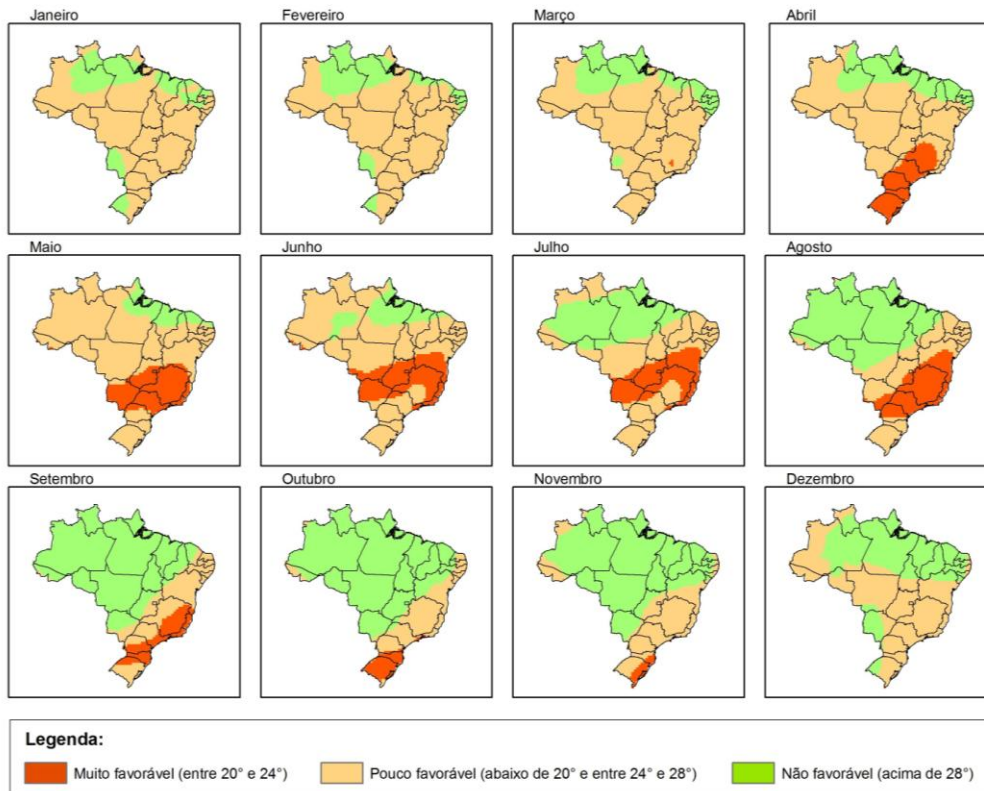 Janeiro
Fevereiro
Março
Abril
Maio
Junho
Julho
Agosto
Setembro
Outubro
Novembro
Dezembro
Legenda:
Muito favorável (entre 20° e 24°)
Pouco favorável (abaixo de 20° e entre 24° e 28°)
Não favorável (acima de 28°)